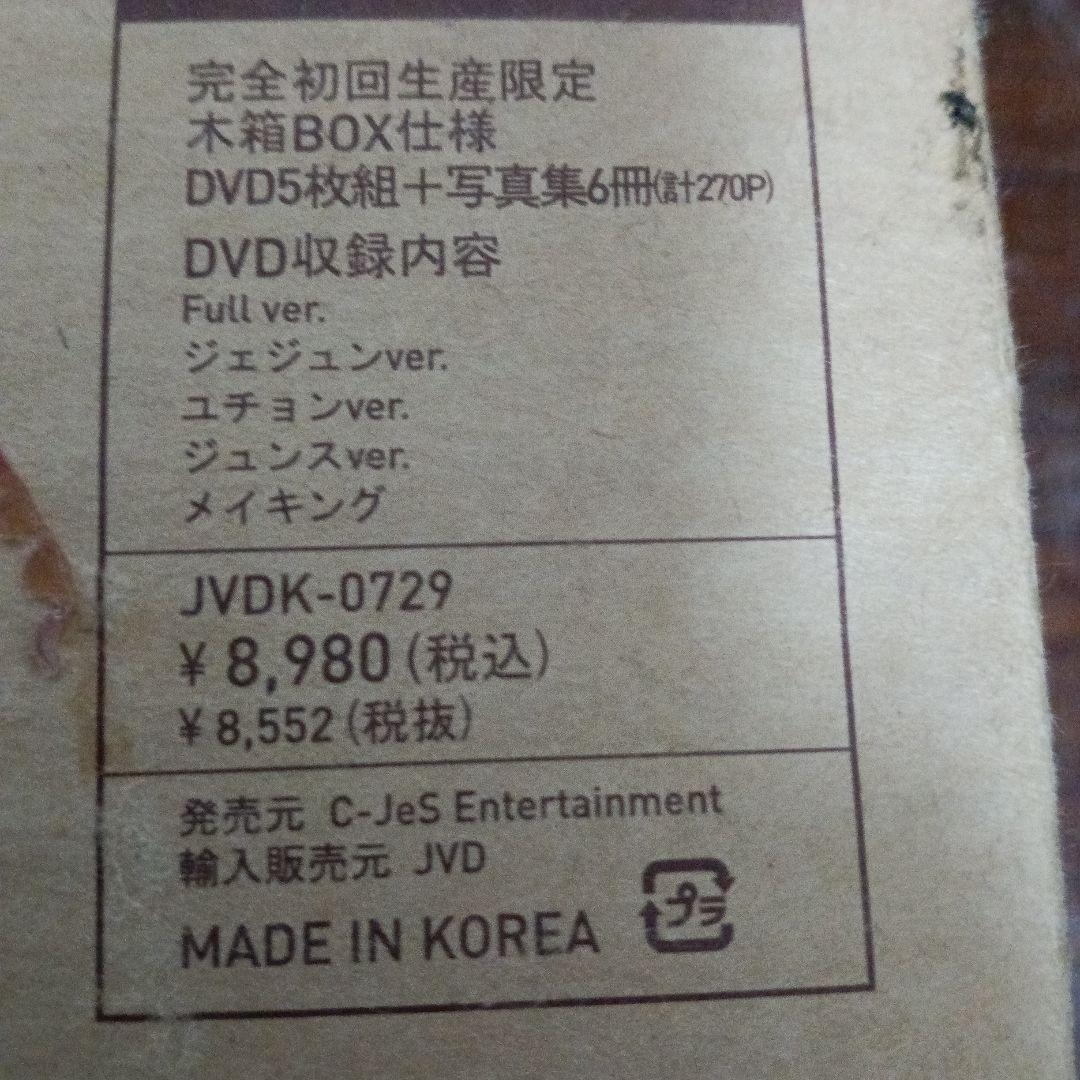 完全初回生産限定
木箱BOX仕様
DVD5枚組＋写真集6冊(計270P)
DVD収録内容
Full ver.
ジェジュンver.
ユチョンver.
ジュンスver.
メイキング
JVDK-0729
¥ 8,980 (税込)
¥ 8,552 (税抜)
発売元 C-JeS Entertainment
輸入販売元 JVD
MADE IN KOREA
プラ